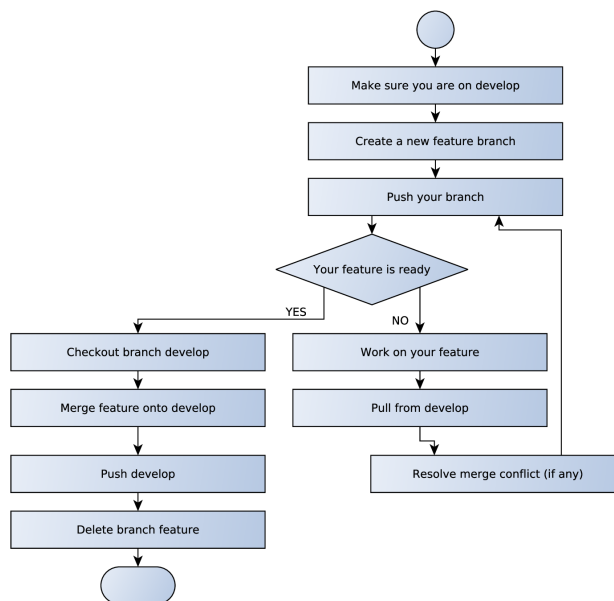 Make sure you are on develop
Create a new feature branch
Push your branch
Your feature is ready
YES
NO
Checkout branch develop
Work on your feature
Merge feature onto develop
Pull from develop
Push develop
Resolve merge conflict (if any)
Delete branch feature